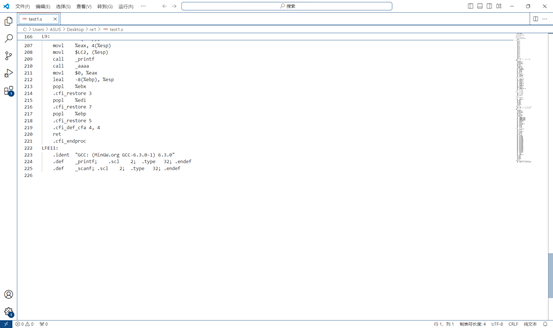 文件(F) 编辑(E) 选择(S) 查看(V) 转到(G) 运行(R) ··· 搜索
test1.s
C: > Users > ASUS > Desktop > ref > test1.s
166 L9:
207 movl %eax, 4(%esp)
208 movl $LC2, (%esp)
209 call _printf
210 call _aaaa
211 movl $0, %eax
212 leal -8(%ebp), %esp
213 popl %ebx
214 .cfi_restore 3
215 popl %edi
216 .cfi_restore 7
217 popl %ebp
218 .cfi_restore 5
219 .cfi_def_cfa 4, 4
220 ret
221 .cfi_endproc
222 LFE11:
223 .ident "GCC: (MinGW.org GCC-6.3.0-1) 6.3.0"
224 .def _printf; .scl 2; .type 32; .endef
225 .def _scanf; .scl 2; .type 32; .endef
226
0 0 0 行 1, 列 1 制表符长度: 4 UTF-8 CRLF 纯文本